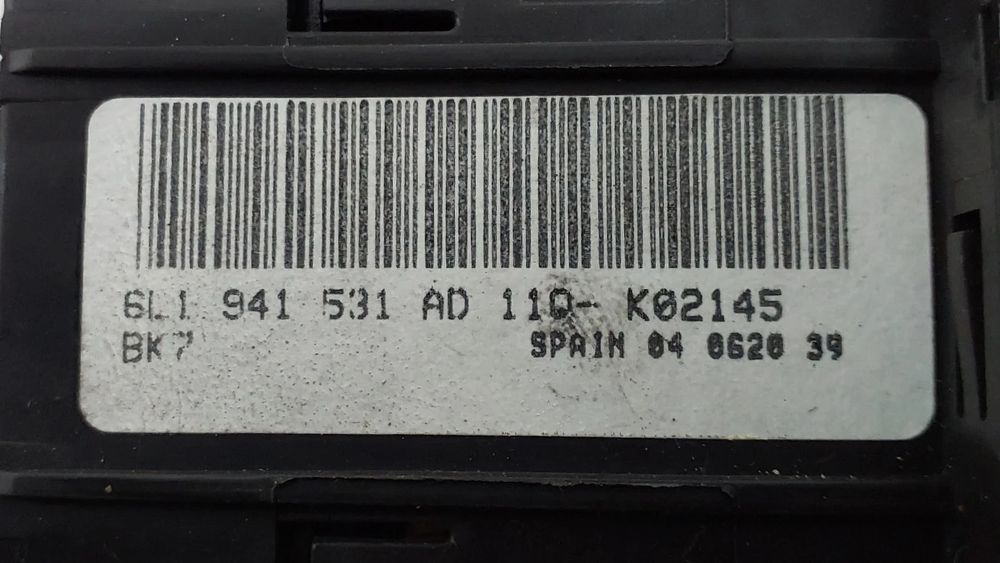 6L1 941 531 AD 11Q- K02145
BK7
SPAIN 04 0620 39